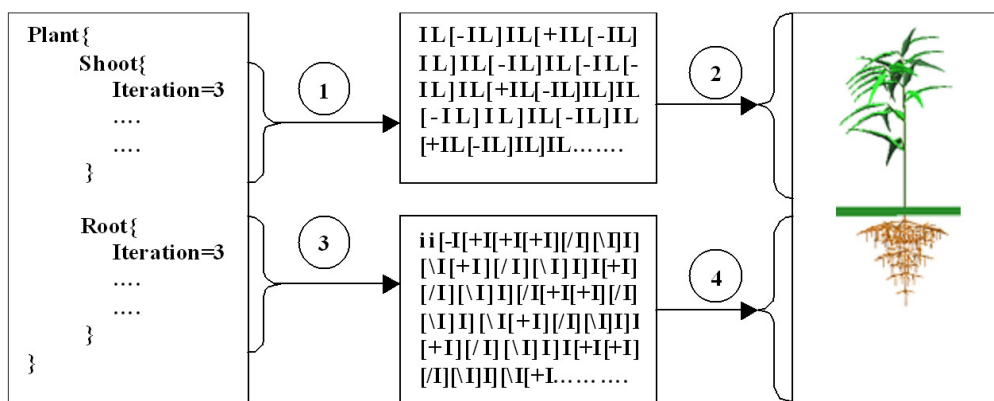 Plant{
Shoot{
Iteration=3
....
....
}
Root{
Iteration=3
....
....
}
}
1
IL[-IL]IL[+IL[-IL]
IL]IL[-IL]IL[-IL[-
IL]IL[+IL[-IL]IL]IL
[-IL]IL]IL[-IL]IL
[+IL[-IL]IL]IL.......
2
3
ii[-I[+I[+I[+I][/I][\I]I]
[\I[+I][/I][\I]I]I[+I]
[/I][\I]I][/I[+I[+I][/I]
[\I]I][\I[+I][/I][\I]I]I
[+I][/I][\I]I]I[+I[+I]
[/I][\I]I][\I[+I..........
4